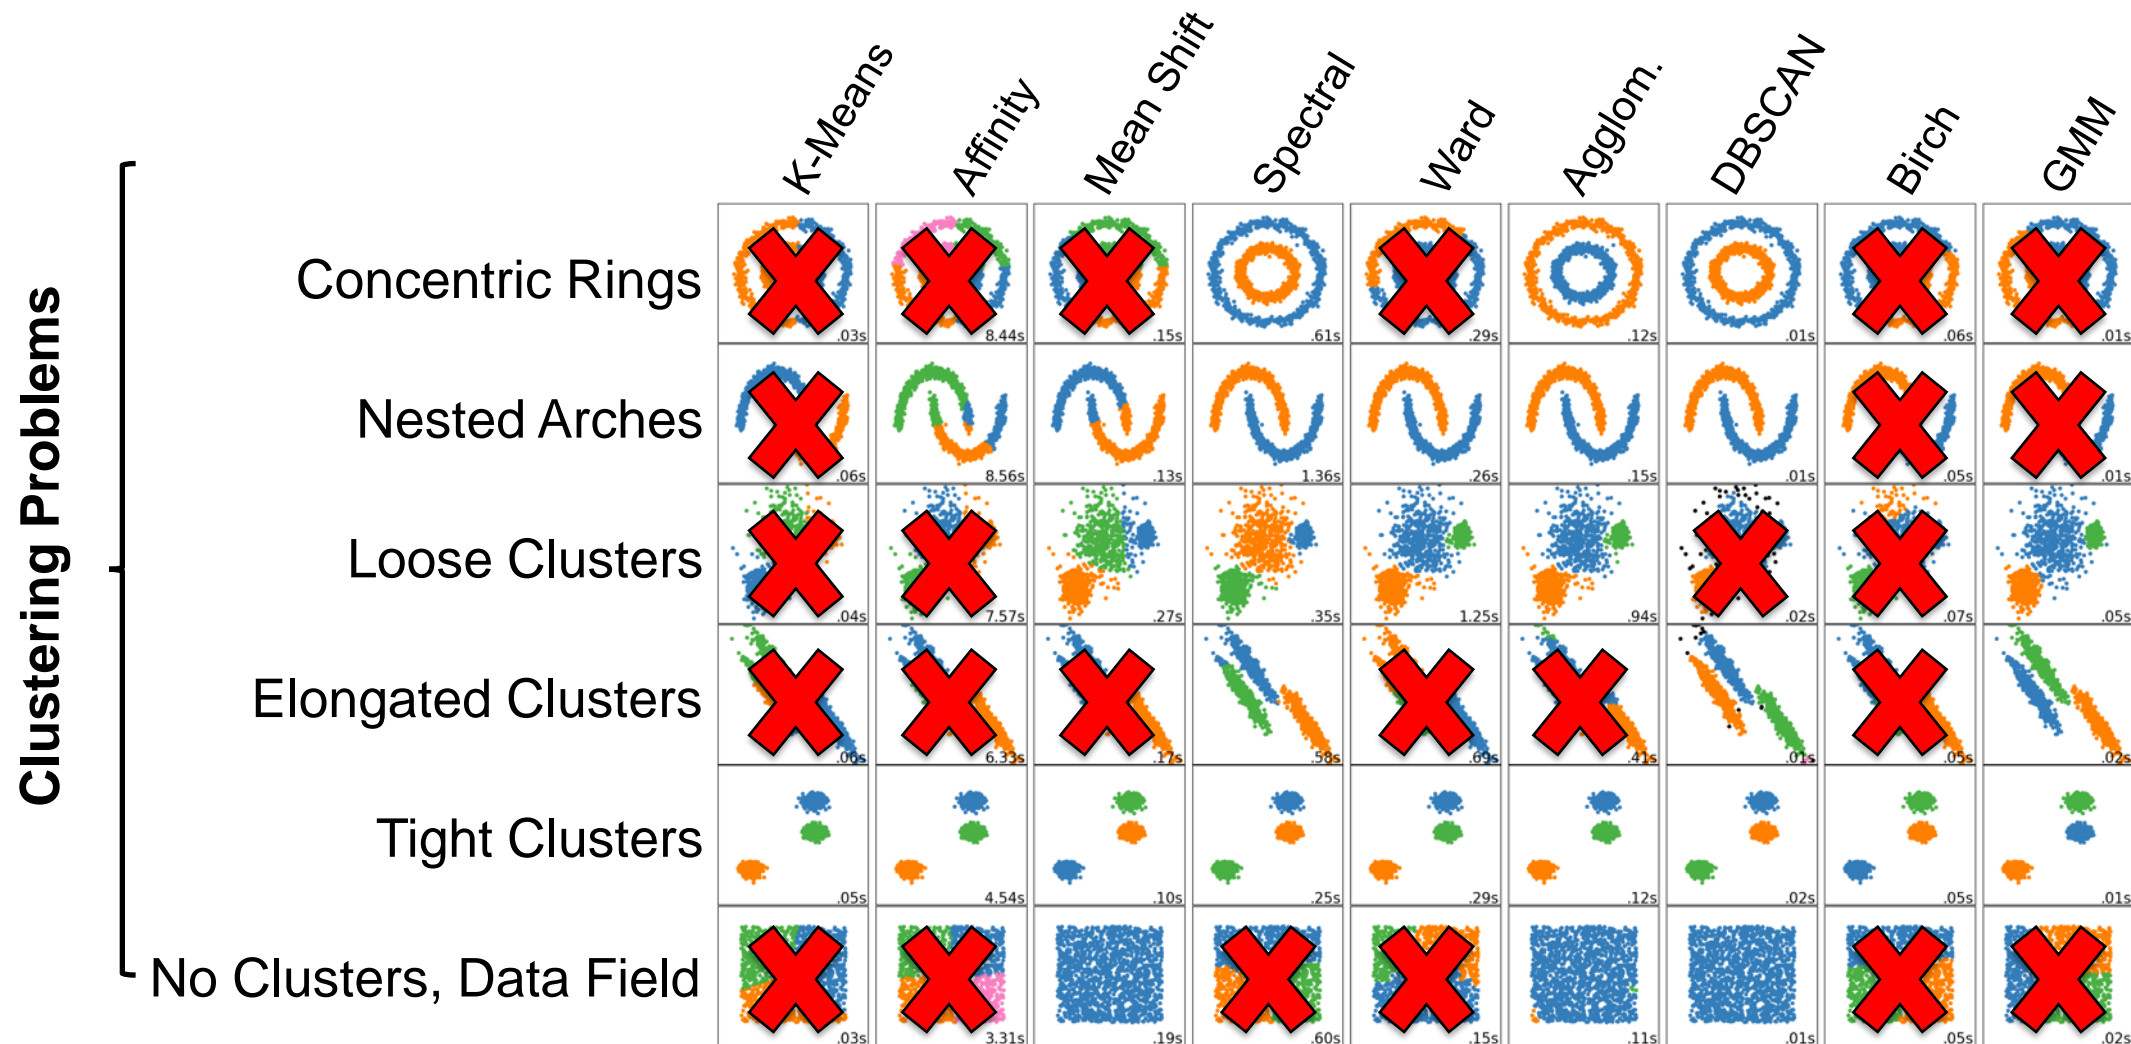 K-Means
Affinity
Mean Shift
Spectral
Ward
Agglom.
DBSCAN
Birch
GMM
Clustering Problems
Concentric Rings
.03s
8.44s
.15s
.61s
.29s
.12s
.01s
.06s
.01s
Nested Arches
.06s
8.56s
.13s
1.36s
.26s
.15s
.01s
.05s
.01s
Loose Clusters
.04s
7.57s
.27s
.35s
1.25s
.94s
.02s
.07s
.05s
Elongated Clusters
.06s
6.33s
.17s
.58s
.69s
.41s
.01s
.05s
.02s
Tight Clusters
.05s
4.54s
.10s
.25s
.29s
.12s
.02s
.05s
.01s
No Clusters, Data Field
.03s
3.31s
.19s
.60s
.15s
.11s
.01s
.05s
.02s